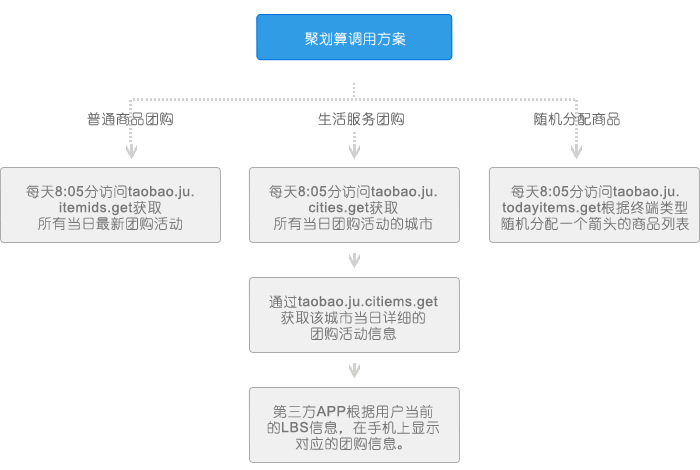 聚划算调用方案
普通商品团购
生活服务团购
随机分配商品
每天8:05分访问taobao.ju.
itemids.get获取
所有当日最新团购活动
每天8:05分访问taobao.ju.
cities.get获取
所有当日团购活动的城市
每天8:05分访问taobao.ju.
todayitems.get根据终端类型
随机分配一个箭头的商品列表
通过taobao.ju.citiems.get
获取该城市当日详细的
团购活动信息
第三方APP根据用户当前
的LBS信息，在手机上显示
对应的团购信息。